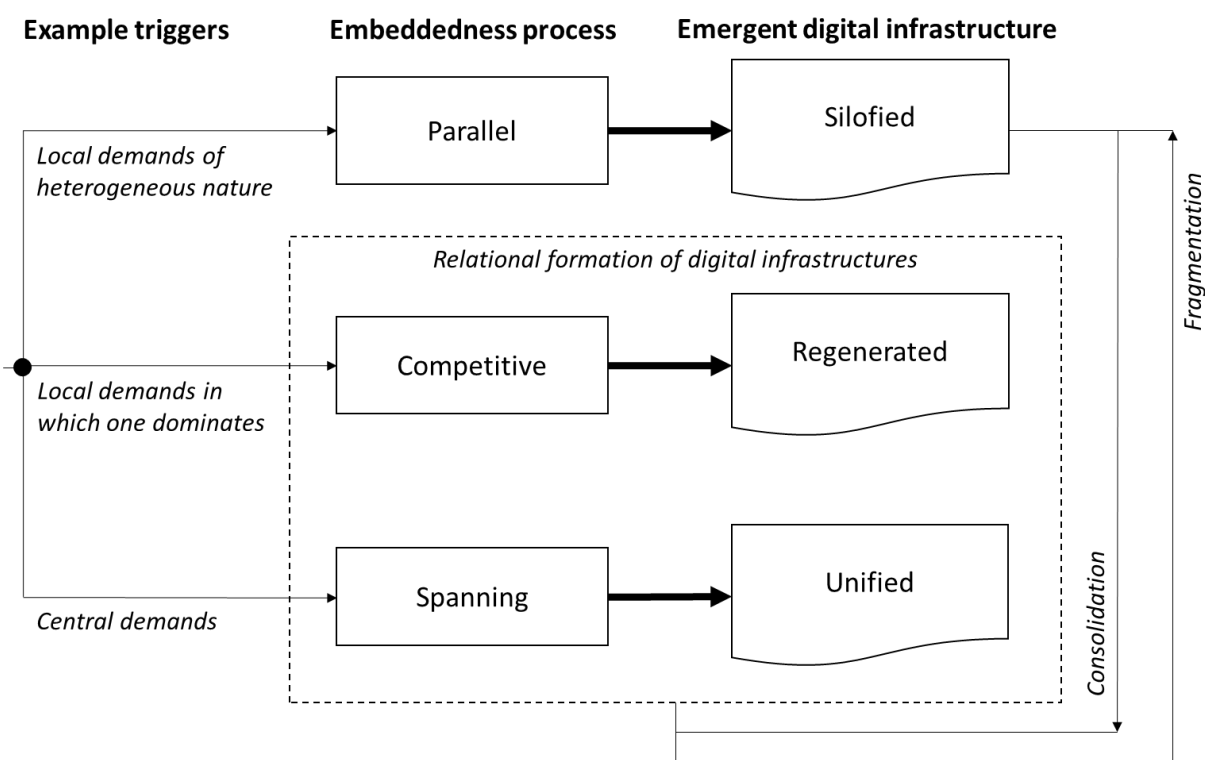 Example triggers
Embeddedness process
Emergent digital infrastructure
Parallel
Silofied
Local demands of
heterogeneous nature
Fragmentation
Relational formation of digital infrastructures
Competitive
Regenerated
Local demands in
which one dominates
Spanning
Unified
Central demands
Consolidation